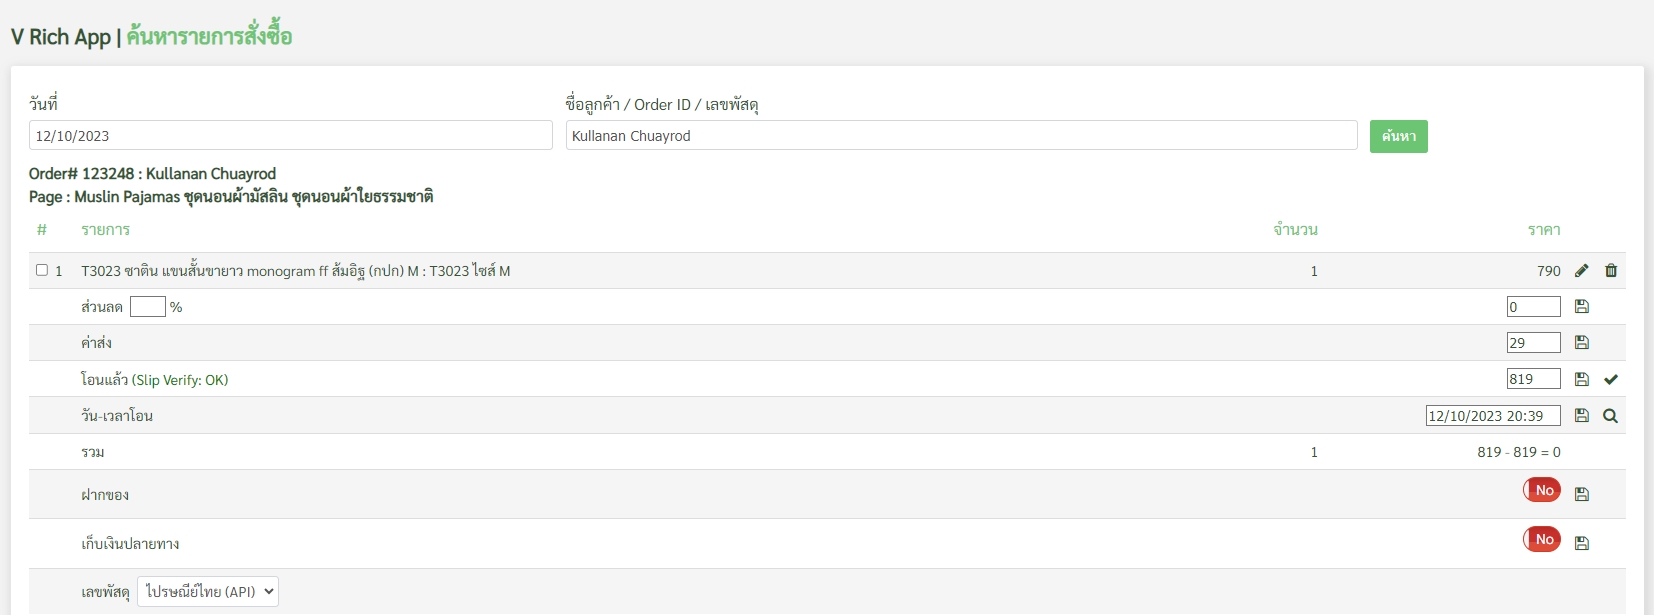 V Rich App | ค้นหารายการสั่งซื้อ
วันที่ ชื่อลูกค้า / Order ID / เลขพัสดุ
12/10/2023 Kullanan Chuayrod ค้นหา
Order# 123248 : Kullanan Chuayrod
Page : Muslin Pajamas ชุดนอนผ้ามัสลิน ชุดนอนผ้าใยธรรมชาติ
# รายการ จำนวน ราคา
1 T3023 ซาติน แขนสั้นขายาว monogram ff ส้มอิฐ (กปก) M : T3023 ไซส์ M 1 790
ส่วนลด % 0
ค่าส่ง 29
โอนแล้ว (Slip Verify: OK) 819
วัน-เวลาโอน 12/10/2023 20:39
รวม 1 819 - 819 = 0
ฝากของ No
เก็บเงินปลายทาง No
เลขพัสดุ ไปรษณีย์ไทย (API)